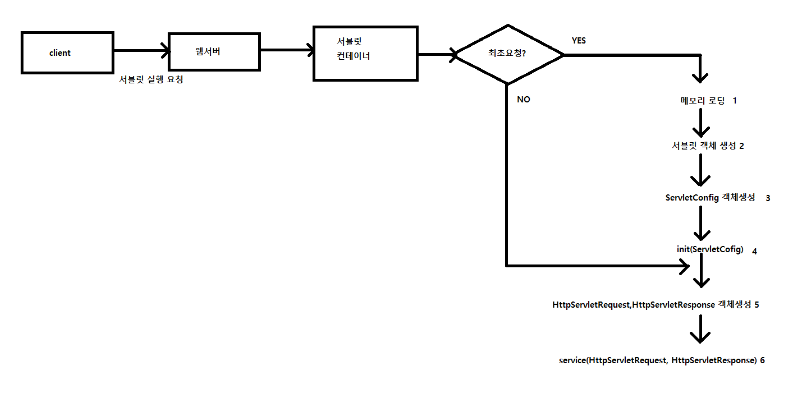 client
서블릿 실행 요청
웹서버
서블릿
컨테이너
최초요청?
YES
NO
메모리 로딩 1
서블릿 객체 생성 2
ServletConfig 객체생성 3
init(ServletCofig) 4
HttpServletRequest,HttpServletResponse 객체생성 5
service(HttpServletRequest, HttpServletResponse) 6